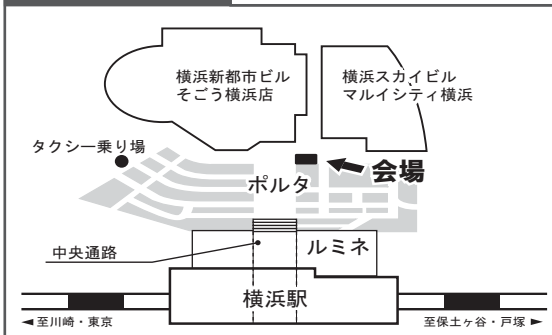 横浜新都市ビル
そごう横浜店
横浜スカイビル
マルイシティ横浜
タクシー乗り場
会場
ポルタ
中央通路
ルミネ
横浜駅
◄至川崎・東京
至保土ヶ谷・戸塚►